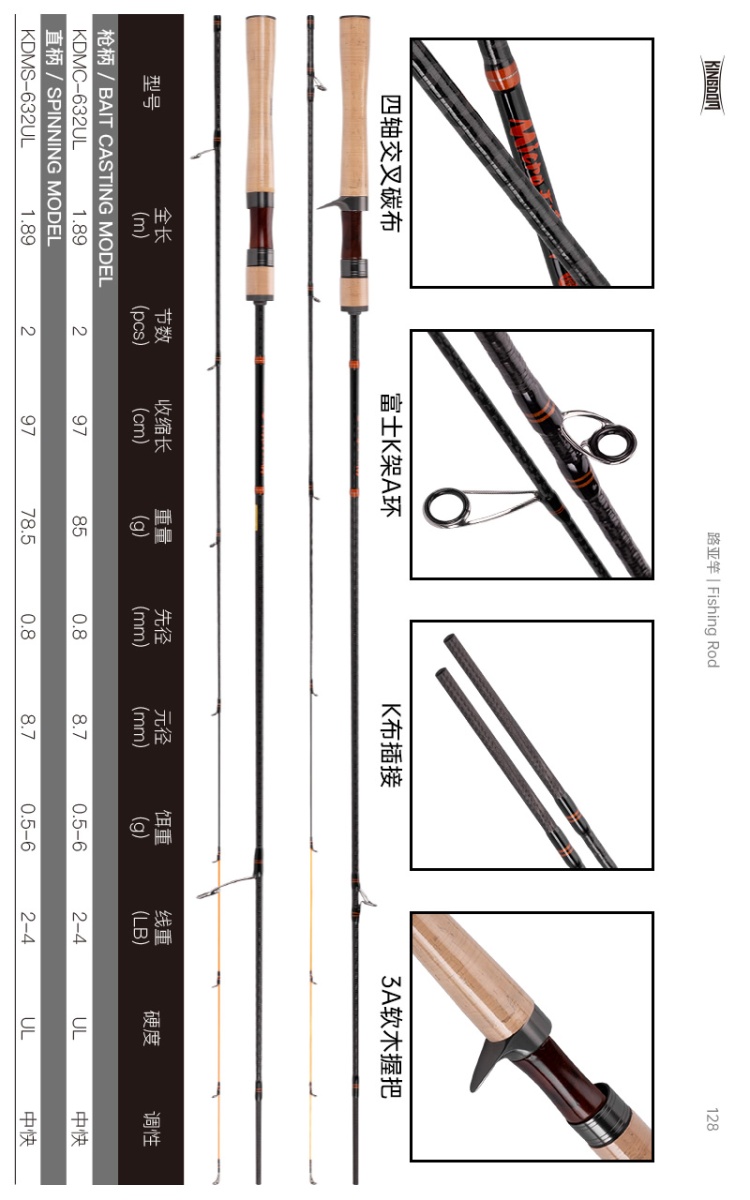 KINGDOM
路亚竿 | Fishing Rod
128
四轴交叉碳布
富士K架A环
K布插接
3A软木握把
型号 全长(m) 节数(pcs) 收缩长(cm) 重量(g) 先径(mm) 元径(mm) 饵重(g) 线重(LB) 硬度 调性
枪柄 / BAIT CASTING MODEL
KDMC-632UL 1.89 2 97 85 0.8 8.7 0.5-6 2-4 UL 中快
直柄 / SPINNING MODEL
KDMS-632UL 1.89 2 97 78.5 0.8 8.7 0.5-6 2-4 UL 中快